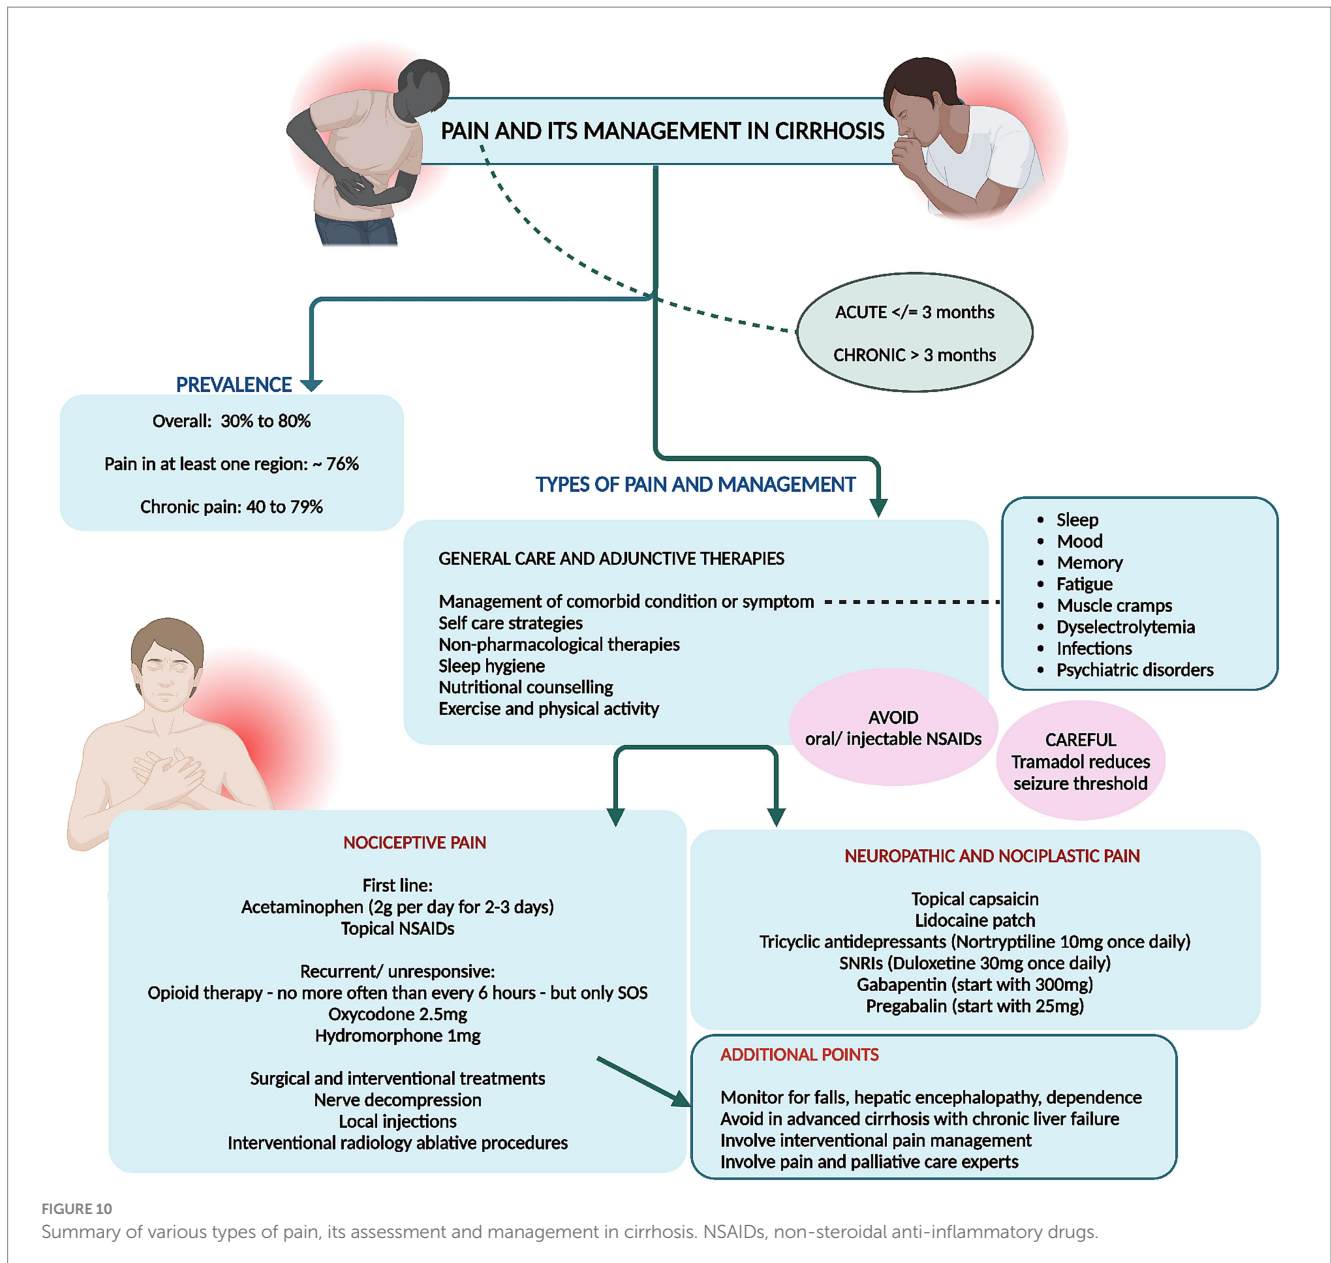 PAIN AND ITS MANAGEMENT IN CIRRHOSIS
ACUTE </= 3 months
CHRONIC > 3 months
PREVALENCE
Overall: 30% to 80%
Pain in at least one region: ~ 76%
Chronic pain: 40 to 79%
TYPES OF PAIN AND MANAGEMENT
GENERAL CARE AND ADJUNCTIVE THERAPIES
Management of comorbid condition or symptom
Self care strategies
Non-pharmacological therapies
Sleep hygiene
Nutritional counselling
Exercise and physical activity
• Sleep
• Mood
• Memory
• Fatigue
• Muscle cramps
• Dyselectrolytemia
• Infections
• Psychiatric disorders
AVOID
oral/ injectable NSAIDs
CAREFUL
Tramadol reduces
seizure threshold
NOCICEPTIVE PAIN
First line:
Acetaminophen (2g per day for 2-3 days)
Topical NSAIDs
Recurrent/ unresponsive:
Opioid therapy - no more often than every 6 hours - but only SOS
Oxycodone 2.5mg
Hydromorphone 1mg
Surgical and interventional treatments
Nerve decompression
Local injections
Interventional radiology ablative procedures
NEUROPATHIC AND NOCIPLASTIC PAIN
Topical capsaicin
Lidocaine patch
Tricyclic antidepressants (Nortryptiline 10mg once daily)
SNRIs (Duloxetine 30mg once daily)
Gabapentin (start with 300mg)
Pregabalin (start with 25mg)
ADDITIONAL POINTS
Monitor for falls, hepatic encephalopathy, dependence
Avoid in advanced cirrhosis with chronic liver failure
Involve interventional pain management
Involve pain and palliative care experts
FIGURE 10
Summary of various types of pain, its assessment and management in cirrhosis. NSAIDs, non-steroidal anti-inflammatory drugs.